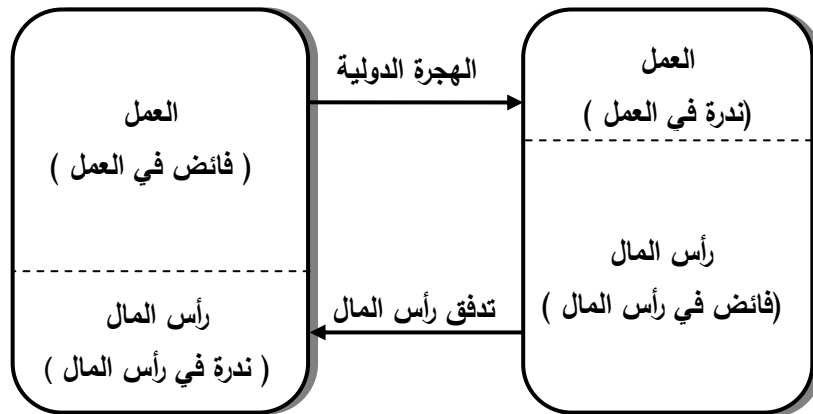 العمل
(ندرة في العمل )
رأس المال
(فائض في رأس المال )
الهجرة الدولية
تدفق رأس المال
العمل
( فائض في العمل )
رأس المال
( ندرة في رأس المال )